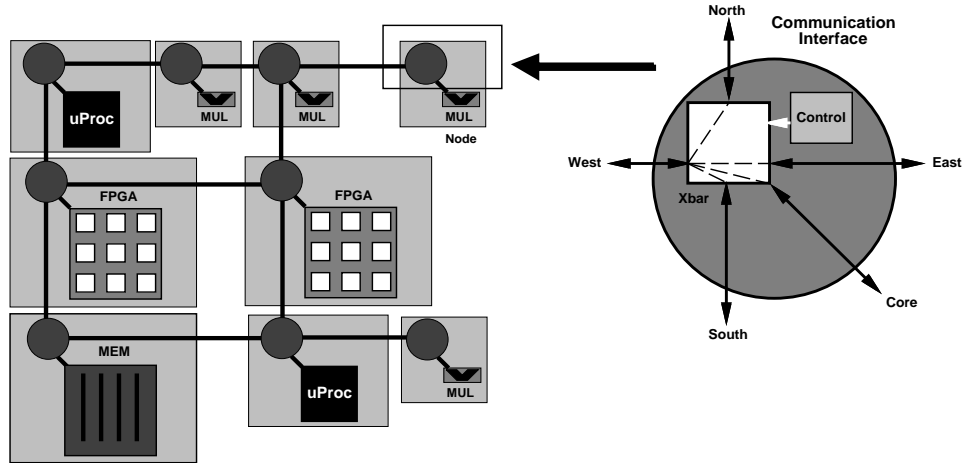 North
Communication
Interface
uProc
MUL
MUL
MUL
Node
Control
West
East
Xbar
FPGA
FPGA
Core
South
MEM
uProc
MUL